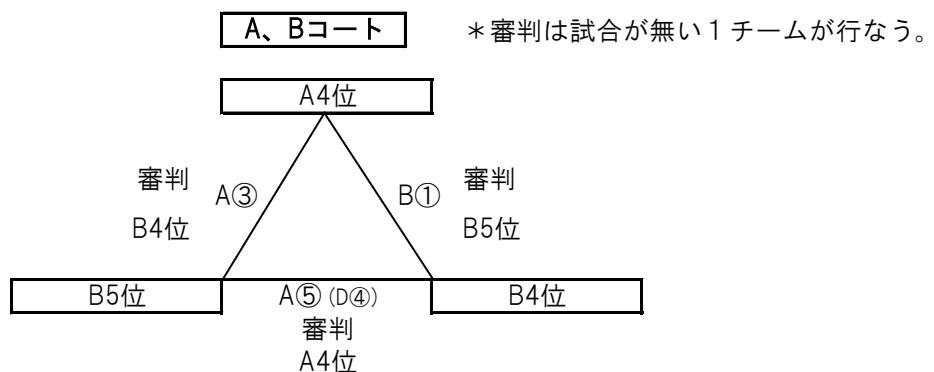 A、Bコート ＊審判は試合が無い１チームが行なう。
A4位
審判 A③ B① 審判
B4位 B5位
B5位 A⑤(D④) B4位
審判
A4位